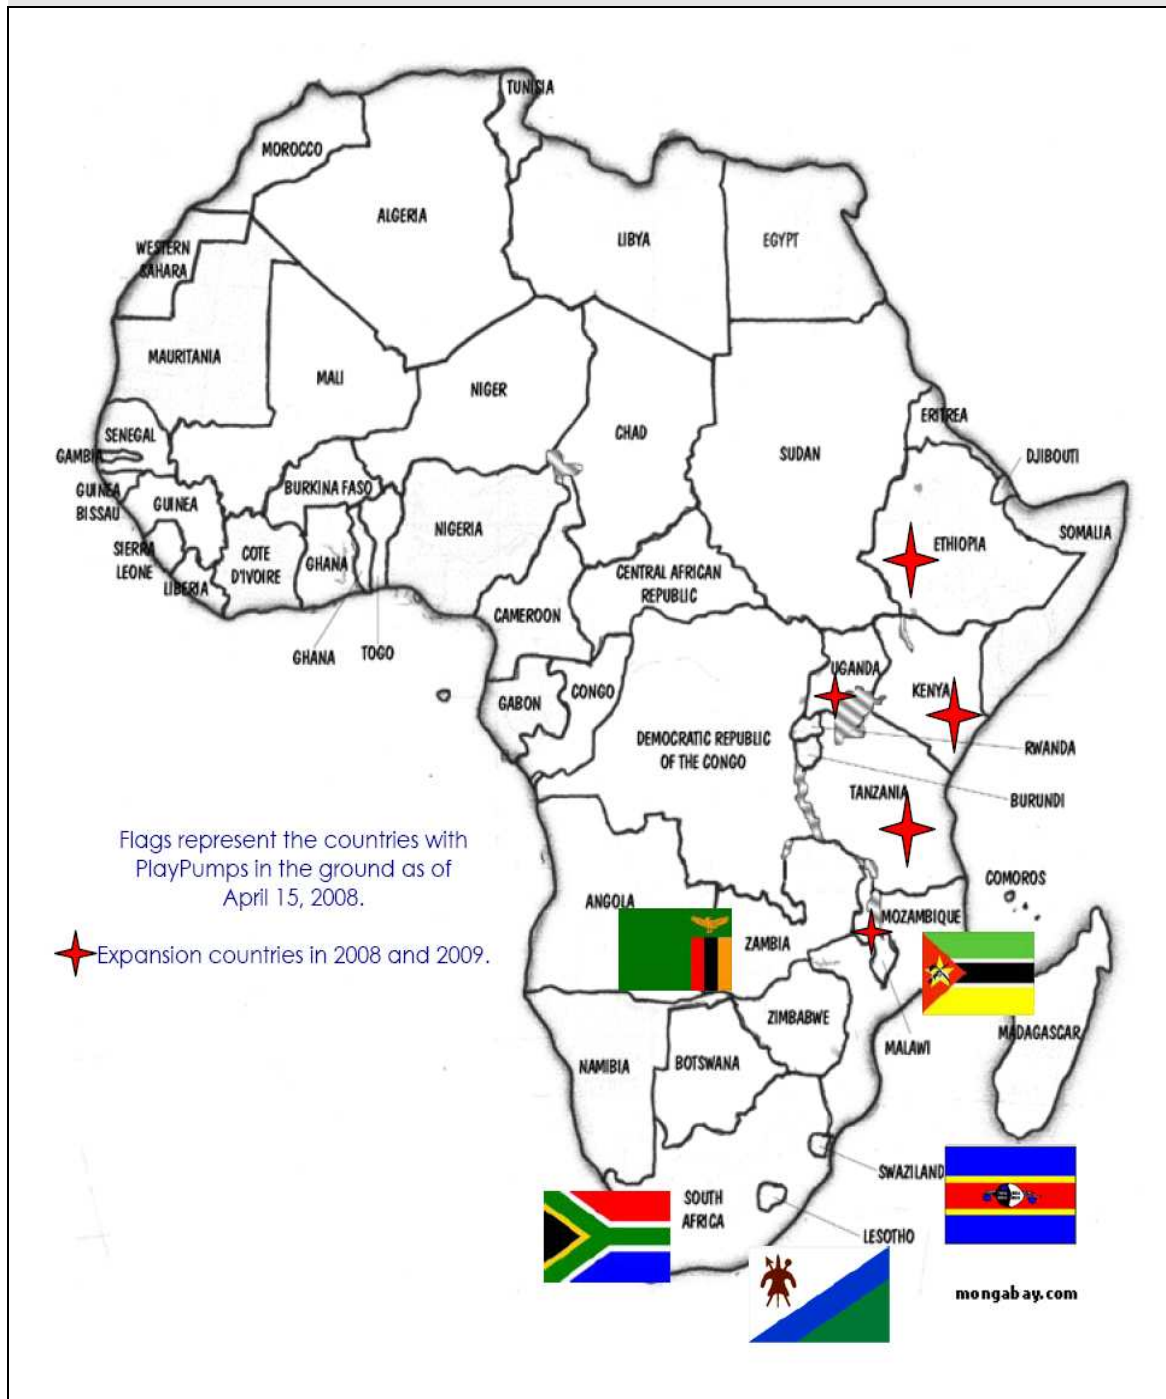 TUNISIA
MOROCCO
ALGERIA
LIBYA
EGYPT
WESTERN
SAHARA
MAURITANIA
MALI
NIGER
CHAD
SUDAN
ERITREA
SENEGAL
GAMBIA
DJIBOUTI
GUINEA
BISSAU
GUINEA
BURKINA FASO
NIGERIA
SOMALIA
SIERRA
LEONE
COTE
D'IVOIRE
GHANA
ETHIOPIA
LIBERIA
CENTRAL AFRICAN
REPUBLIC
CAMEROON
GHANA
TOGO
UGANDA
KENYA
GABON
CONGO
DEMOCRATIC REPUBLIC
OF THE CONGO
RWANDA
TANZANIA
BURUNDI
Flags represent the countries with
PlayPumps in the ground as of
April 15, 2008.
Expansion countries in 2008 and 2009.
COMOROS
ANGOLA
MOZAMBIQUE
ZAMBIA
ZIMBABWE
MADAGASCAR
MALAWI
NAMIBIA
BOTSWANA
SWAZILAND
SOUTH
AFRICA
LESOTHO
mongabay.com